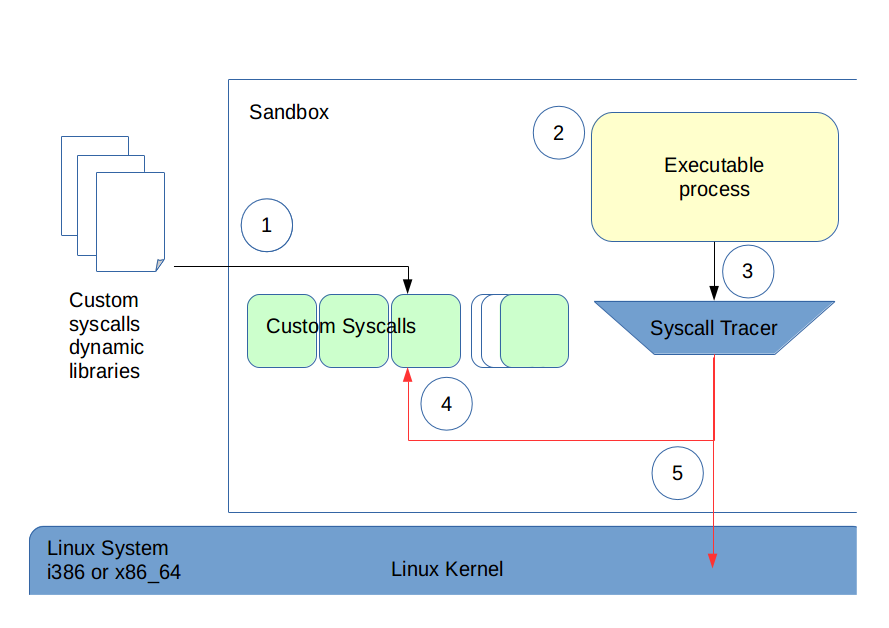 Sandbox
2
Executable
process
1
3
Custom
syscalls
dynamic
libraries
Custom Syscalls
Syscall Tracer
4
5
Linux System
i386 or x86_64
Linux Kernel